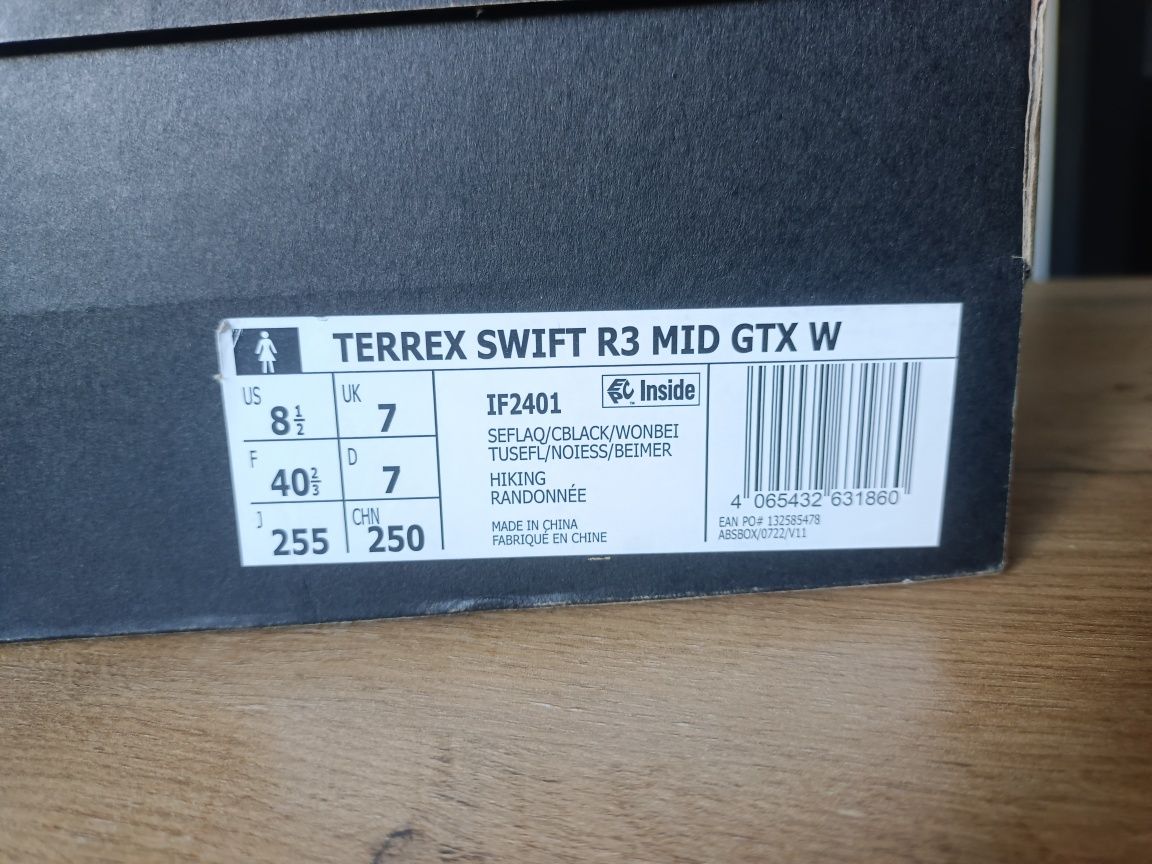 TERREX SWIFT R3 MID GTX W
US 8½
UK 7
F 40⅔
D 7
J 255
CHN 250
IF2401
EPC™ Inside
SEFLAQ/CBLACK/WONBEI
TUSEFL/NOIESS/BEIMER
HIKING
RANDONNÉE
MADE IN CHINA
FABRIQUÉ EN CHINE
4 065432 631860
EAN PO# 132585478
ABSBOX/0722/V11